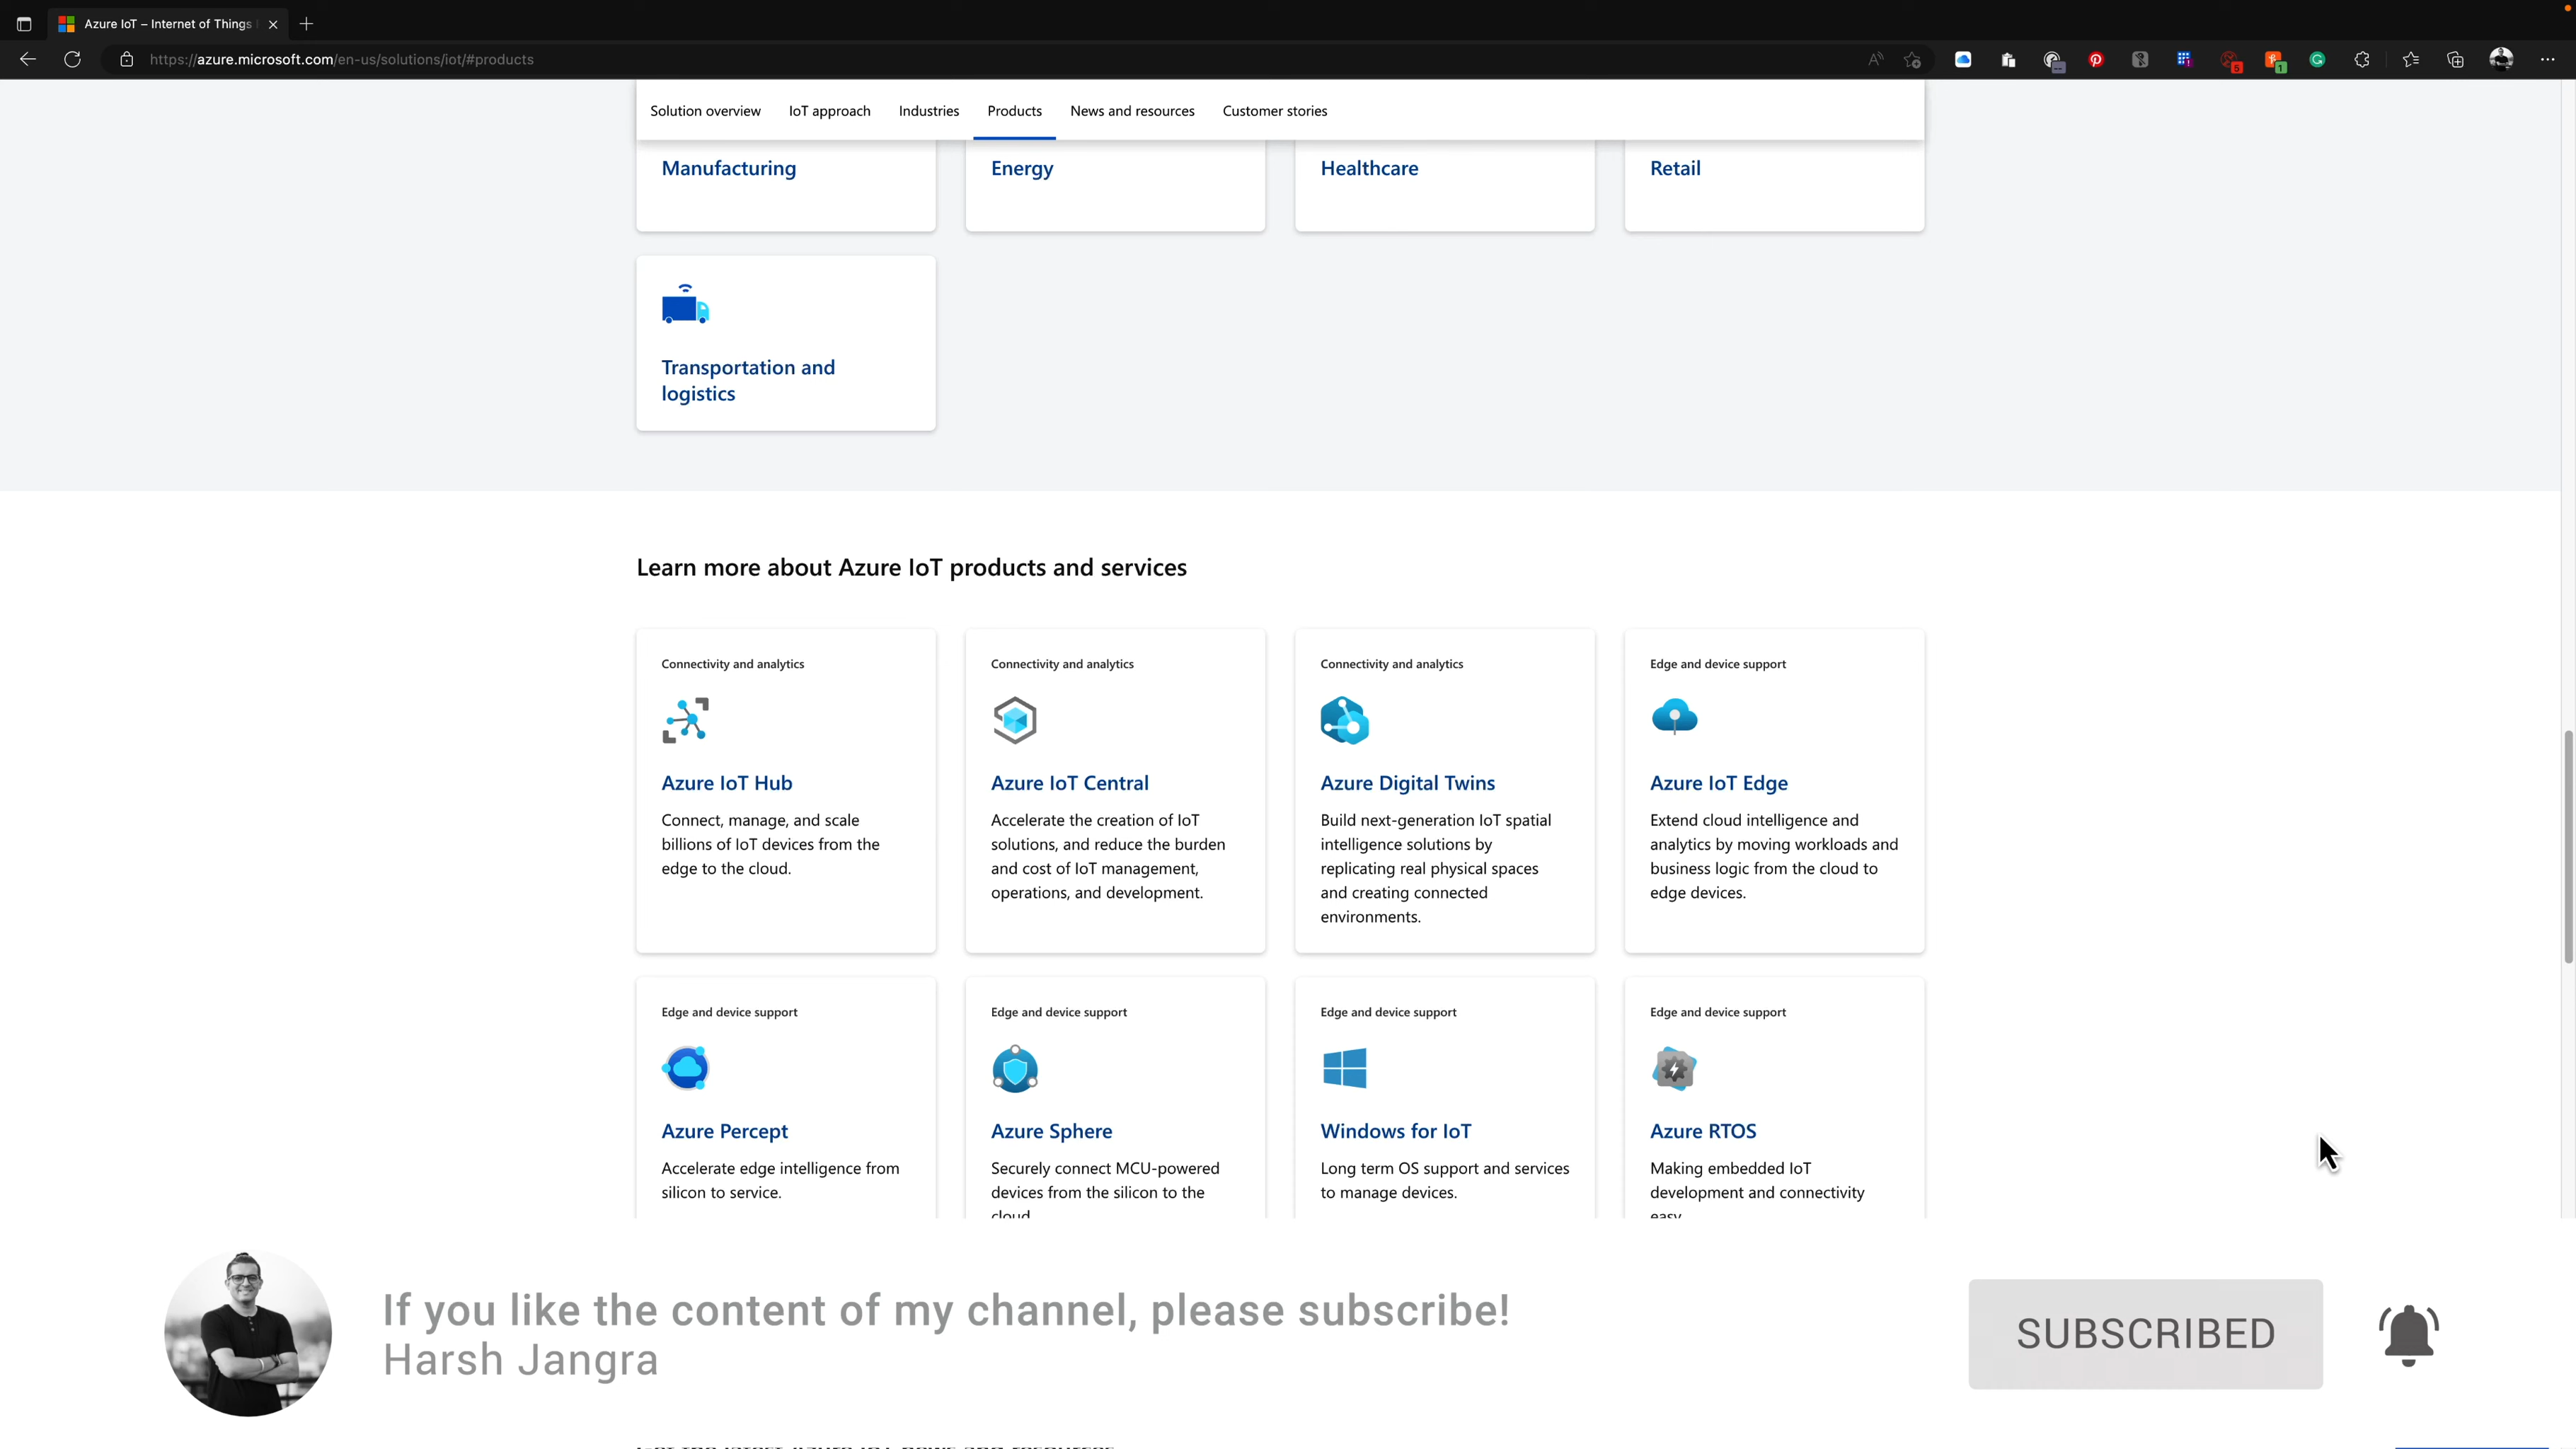 Azure IoT – Internet of Things
https://azure.microsoft.com/en-us/solutions/iot/#products
5
1
Solution overview
IoT approach
Industries
Products
News and resources
Customer stories
Manufacturing
Energy
Healthcare
Retail
Transportation and
logistics
Learn more about Azure IoT products and services
Connectivity and analytics
Azure IoT Hub
Connect, manage, and scale
billions of IoT devices from the
edge to the cloud.
Connectivity and analytics
Azure IoT Central
Accelerate the creation of IoT
solutions, and reduce the burden
and cost of IoT management,
operations, and development.
Connectivity and analytics
Azure Digital Twins
Build next-generation IoT spatial
intelligence solutions by
replicating real physical spaces
and creating connected
environments.
Edge and device support
Azure IoT Edge
Extend cloud intelligence and
analytics by moving workloads and
business logic from the cloud to
edge devices.
Edge and device support
Azure Percept
Accelerate edge intelligence from
silicon to service.
Edge and device support
Azure Sphere
Securely connect MCU-powered
devices from the silicon to the
cloud
Edge and device support
Windows for IoT
Long term OS support and services
to manage devices.
Edge and device support
Azure RTOS
Making embedded IoT
development and connectivity
easy
If you like the content of my channel, please subscribe!
Harsh Jangra
SUBSCRIBED